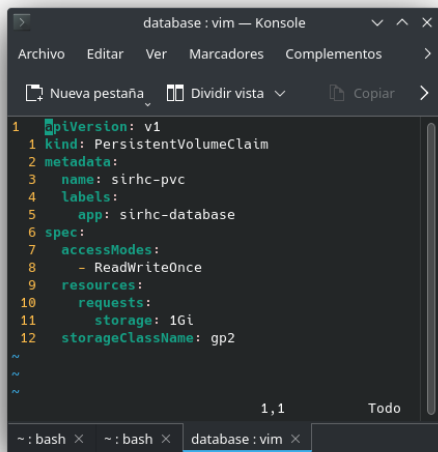 database : vim — Konsole
Archivo Editar Ver Marcadores Complementos
Nueva pestaña Dividir vista Copiar
1 apiVersion: v1
1 kind: PersistentVolumeClaim
2 metadata:
3 name: sirhc-pvc
4 labels:
5 app: sirhc-database
6 spec:
7 accessModes:
8 - ReadWriteOnce
9 resources:
10 requests:
11 storage: 1Gi
12 storageClassName: gp2
~
~
~
1,1 Todo
~ : bash ~ : bash database : vim